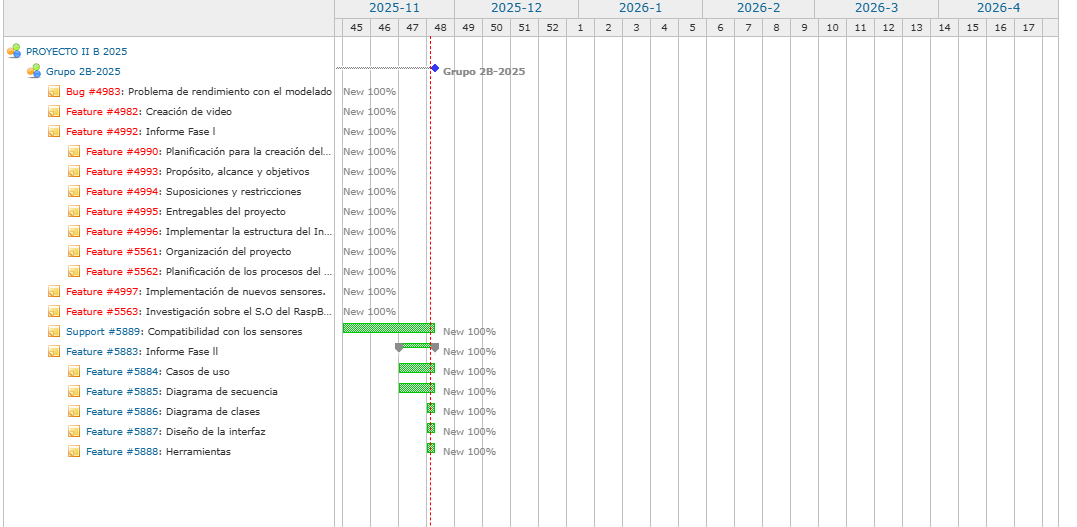 2025-11 2025-12 2026-1 2026-2 2026-3 2026-4
45 46 47 48 49 50 51 52 1 2 3 4 5 6 7 8 9 10 11 12 13 14 15 16 17
PROYECTO II B 2025
Grupo 2B-2025 Grupo 2B-2025
Bug #4983: Problema de rendimiento con el modelado New 100%
Feature #4982: Creación de video New 100%
Feature #4992: Informe Fase l New 100%
Feature #4990: Planificación para la creación del... New 100%
Feature #4993: Propósito, alcance y objetivos New 100%
Feature #4994: Suposiciones y restricciones New 100%
Feature #4995: Entregables del proyecto New 100%
Feature #4996: Implementar la estructura del In... New 100%
Feature #5561: Organización del proyecto New 100%
Feature #5562: Planificación de los procesos del ... New 100%
Feature #4997: Implementación de nuevos sensores. New 100%
Feature #5563: Investigación sobre el S.O del RaspB... New 100%
Support #5889: Compatibilidad con los sensores New 100%
Feature #5883: Informe Fase ll New 100%
Feature #5884: Casos de uso New 100%
Feature #5885: Diagrama de secuencia New 100%
Feature #5886: Diagrama de clases New 100%
Feature #5887: Diseño de la interfaz New 100%
Feature #5888: Herramientas New 100%